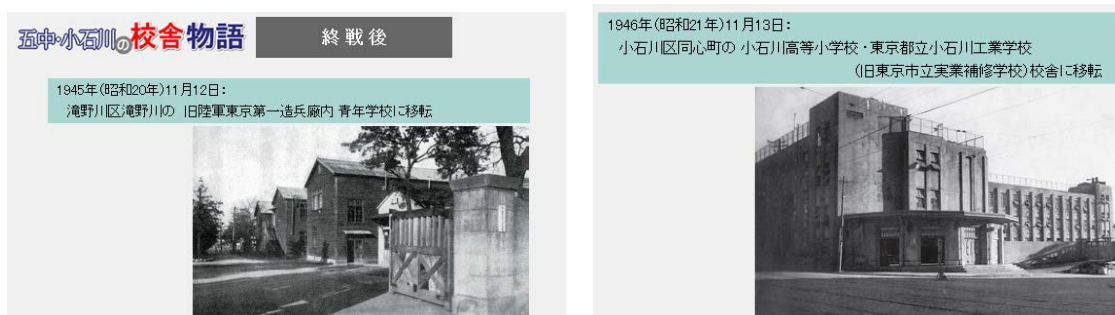 五中・小石川の校舎物語
終戦後
1945年(昭和20年)11月12日:
滝野川区滝野川の 旧陸軍東京第一造兵廠内 青年学校に移転
1946年(昭和21年)11月13日:
小石川区同心町の 小石川高等小学校・東京都立小石川工業学校
(旧東京市立実業補修学校)校舎に移転